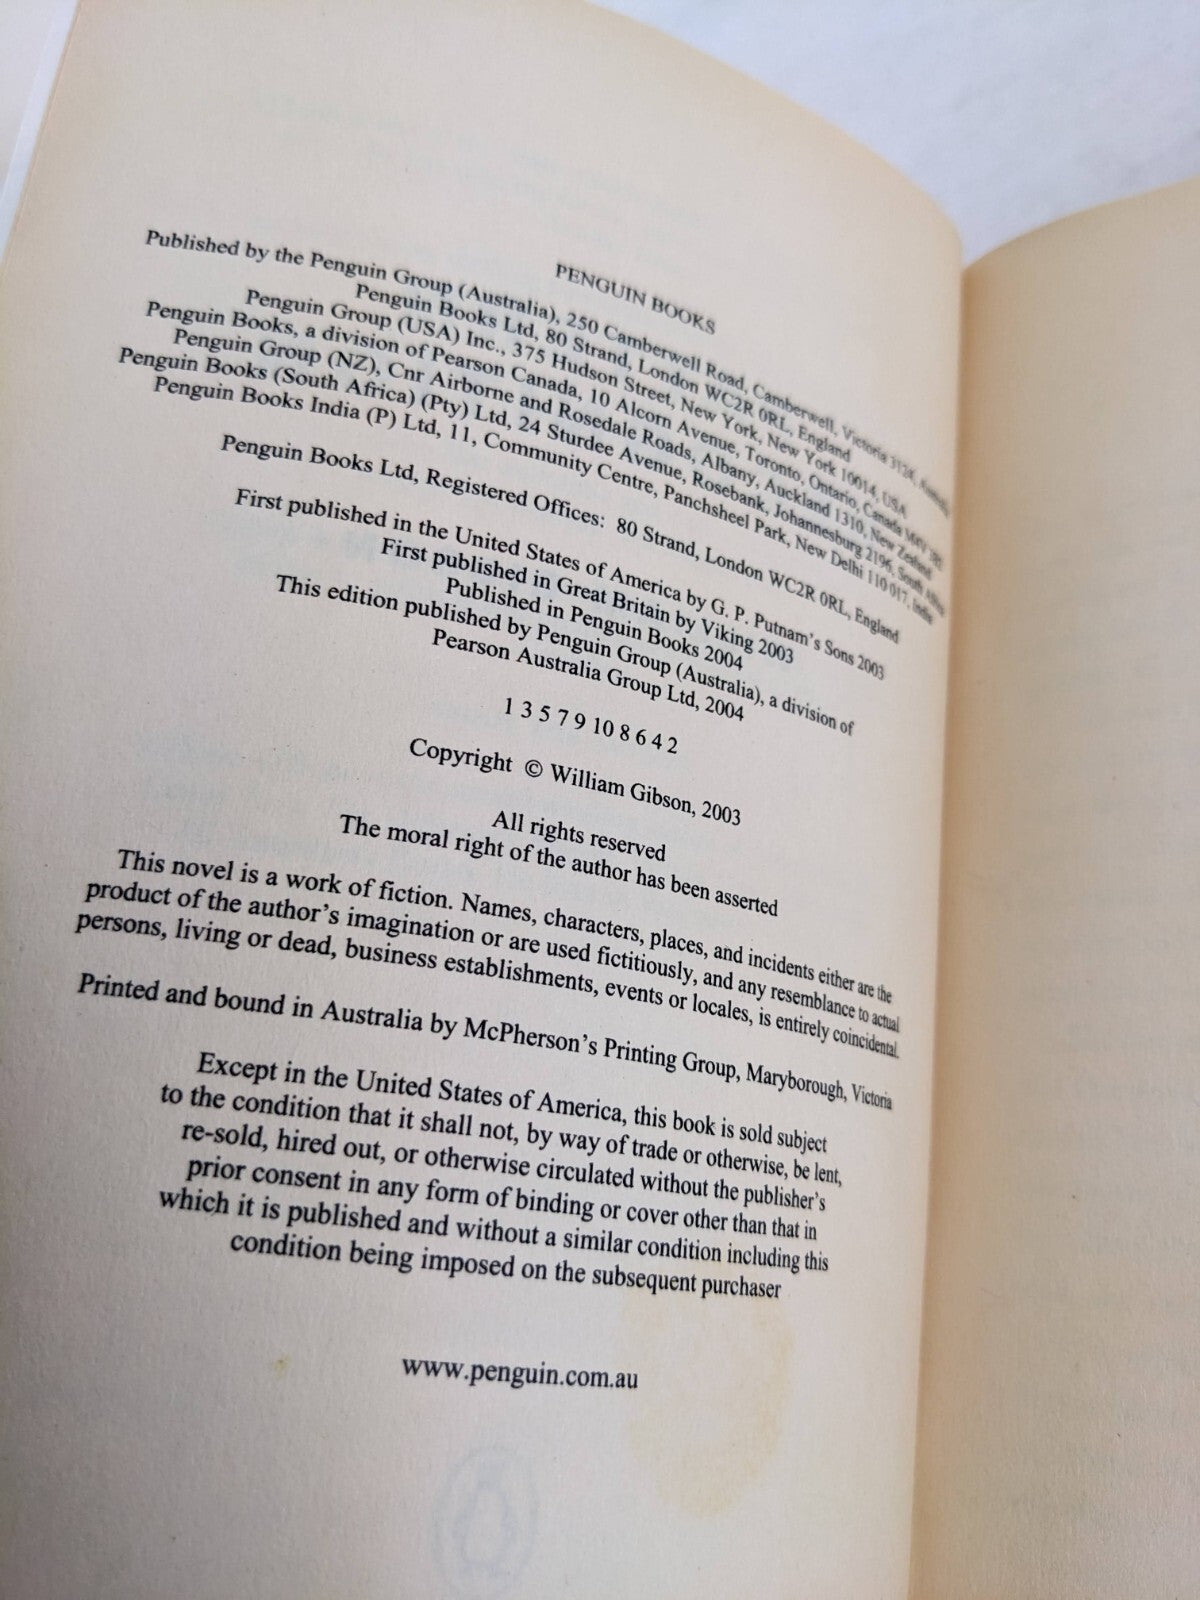 PENGUIN BOOKS
Published by the Penguin Group (Australia), 250 Camberwell Road, Camberwell, Victoria 3124, Australia
Penguin Books Ltd, 80 Strand, London WC2R 0RL, England
Penguin Group (USA) Inc., 375 Hudson Street, New York, New York 10014, USA
Penguin Books, a division of Pearson Canada, 10 Alcorn Avenue, Toronto, Ontario, Canada M4V
Penguin Group (NZ), Cnr Airborne and Rosedale Roads, Albany, Auckland 1310, New Zealand
Penguin Books (South Africa) (Pty) Ltd, 24 Sturdee Avenue, Rosebank, Johannesburg 2196, South Africa
Penguin Books India (P) Ltd, 11, Community Centre, Panchsheel Park, New Delhi 110 017, India
Penguin Books Ltd, Registered Offices: 80 Strand, London WC2R 0RL, England
First published in the United States of America by G. P. Putnam's Sons 2003
First published in Great Britain by Viking 2003
Published in Penguin Books 2004
This edition published by Penguin Group (Australia), a division of
Pearson Australia Group Ltd, 2004
1 3 5 7 9 10 8 6 4 2
Copyright © William Gibson, 2003
All rights reserved
The moral right of the author has been asserted
This novel is a work of fiction. Names, characters, places, and incidents either are the
product of the author's imagination or are used fictitiously, and any resemblance to actual
persons, living or dead, business establishments, events or locales, is entirely coincidental.
Printed and bound in Australia by McPherson's Printing Group, Maryborough, Victoria
Except in the United States of America, this book is sold subject
to the condition that it shall not, by way of trade or otherwise, be lent,
re-sold, hired out, or otherwise circulated without the publisher's
prior consent in any form of binding or cover other than that in
which it is published and without a similar condition including this
condition being imposed on the subsequent purchaser
www.penguin.com.au